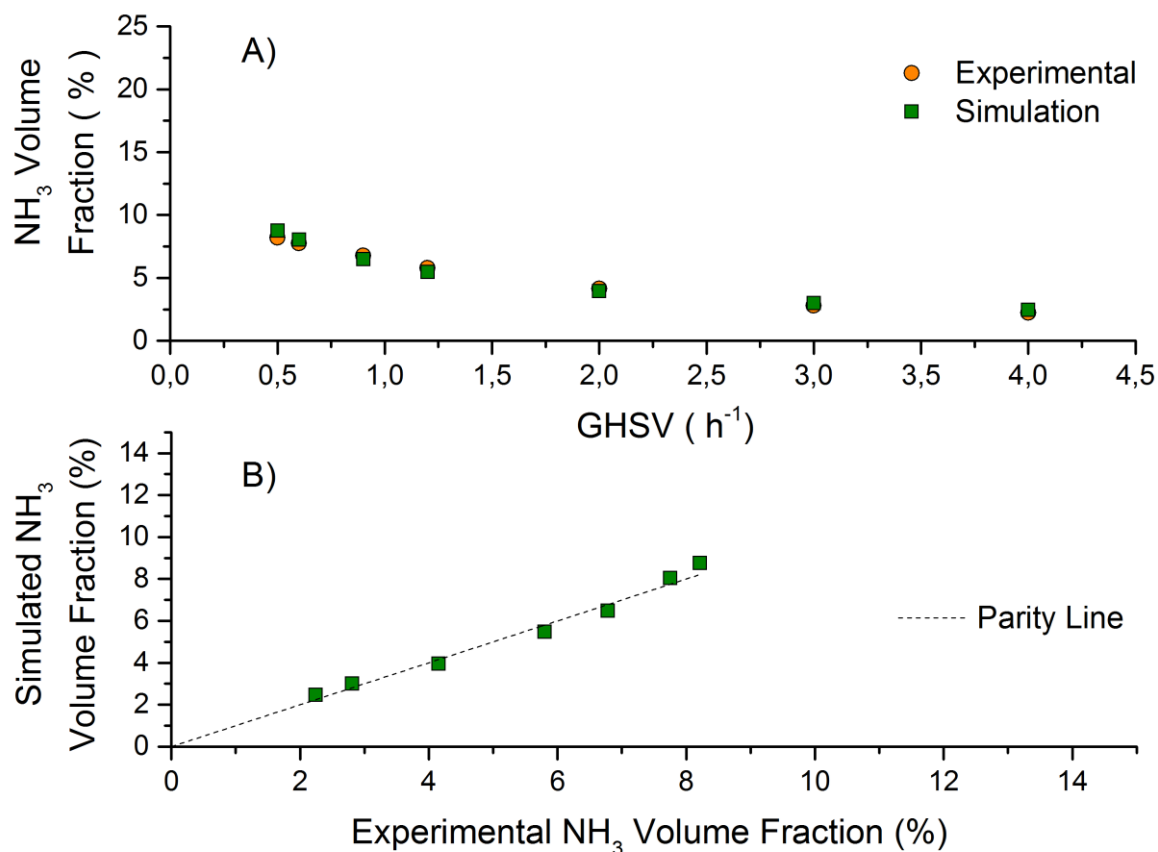 A)
Experimental
Simulation
NH₃ Volume
Fraction ( % )
25
20
15
10
5
0
0,0 0,5 1,0 1,5 2,0 2,5 3,0 3,5 4,0 4,5
GHSV ( h⁻¹)
B)
Simulated NH₃
Volume Fraction (%)
14
12
10
8
6
4
2
0
Parity Line
0 2 4 6 8 10 12 14
Experimental NH₃ Volume Fraction (%)